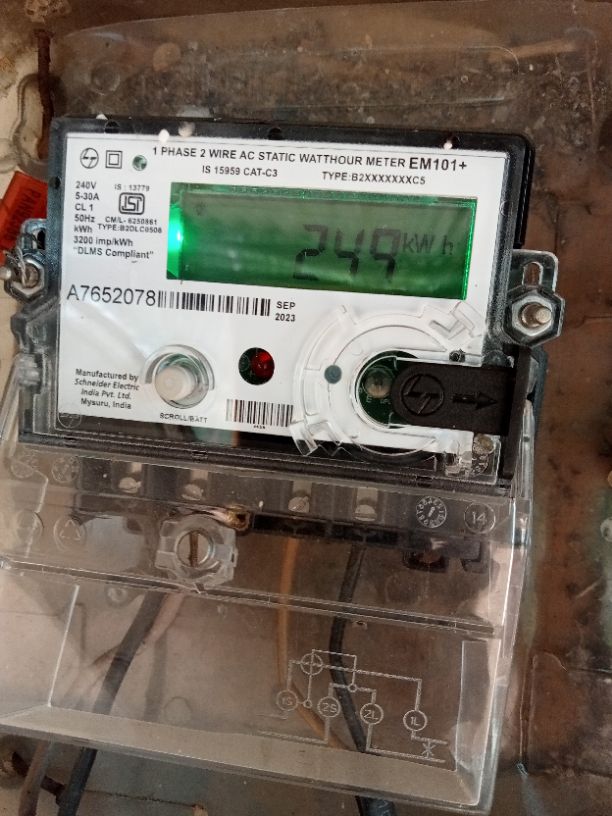 1 PHASE 2 WIRE AC STATIC WATTHOUR METER EM101+
IS 15959 CAT-C3 TYPE:B2XXXXXXXC5
240V
5-30A
CL 1
50Hz
kWh
3200 imp/kWh
"DLMS Compliant"
IS : 13779
ISI
CM/L- 6250861
TYPE:B2DLC0506
249 kWh
A7652078
SEP
2023
Manufactured by
Schneider Electric
India Pvt. Ltd.
Mysuru, India
SCROLL/BATT
14
1S
2S
2L
1L